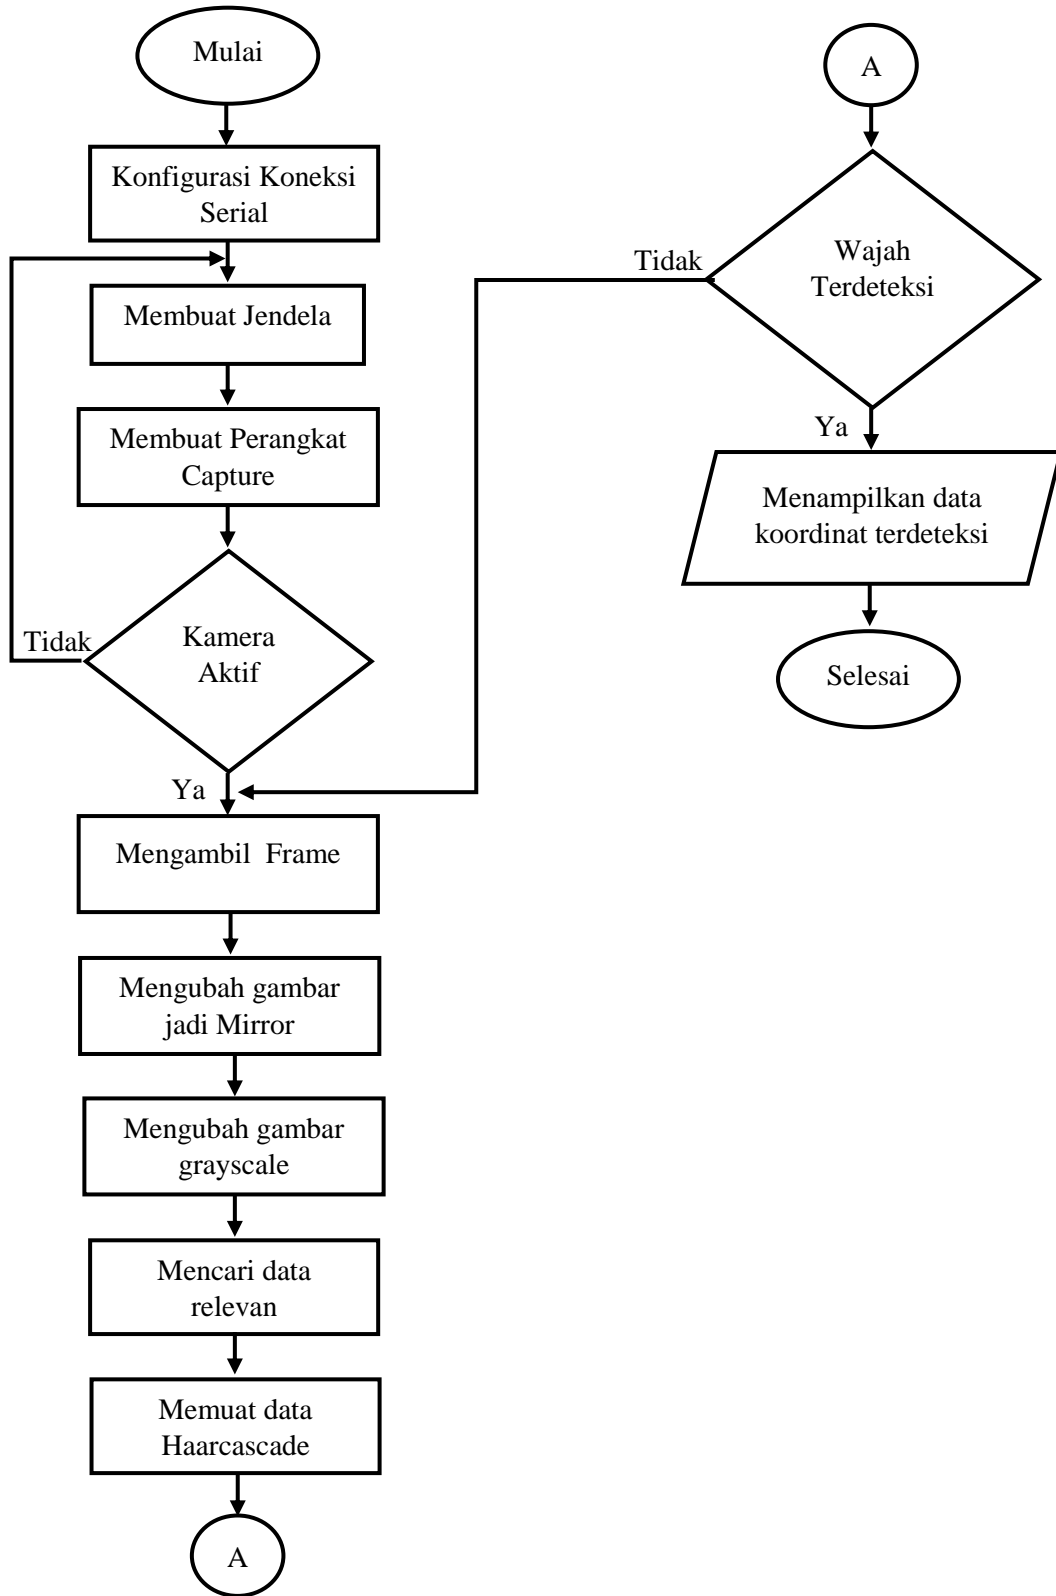 Mulai
Konfigurasi Koneksi
Serial
Membuat Jendela
Membuat Perangkat
Capture
Tidak
Kamera
Aktif
Ya
Mengambil  Frame
Mengubah gambar
jadi Mirror
Mengubah gambar
grayscale
Mencari data
relevan
Memuat data
Haarcascade
A
A
Tidak
Wajah
Terdeteksi
Ya
Menampilkan data
koordinat terdeteksi
Selesai